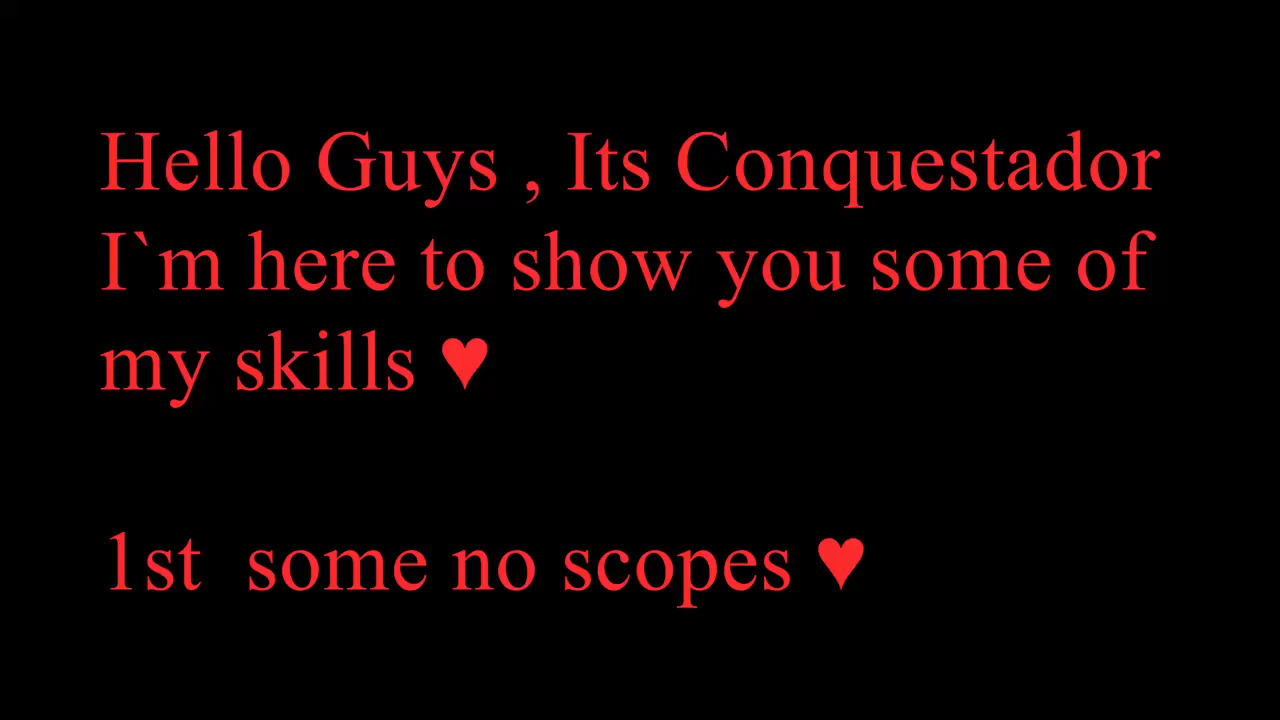 Hello Guys , Its Conquestador
I`m here to show you some of
my skills ♥
1st  some no scopes ♥